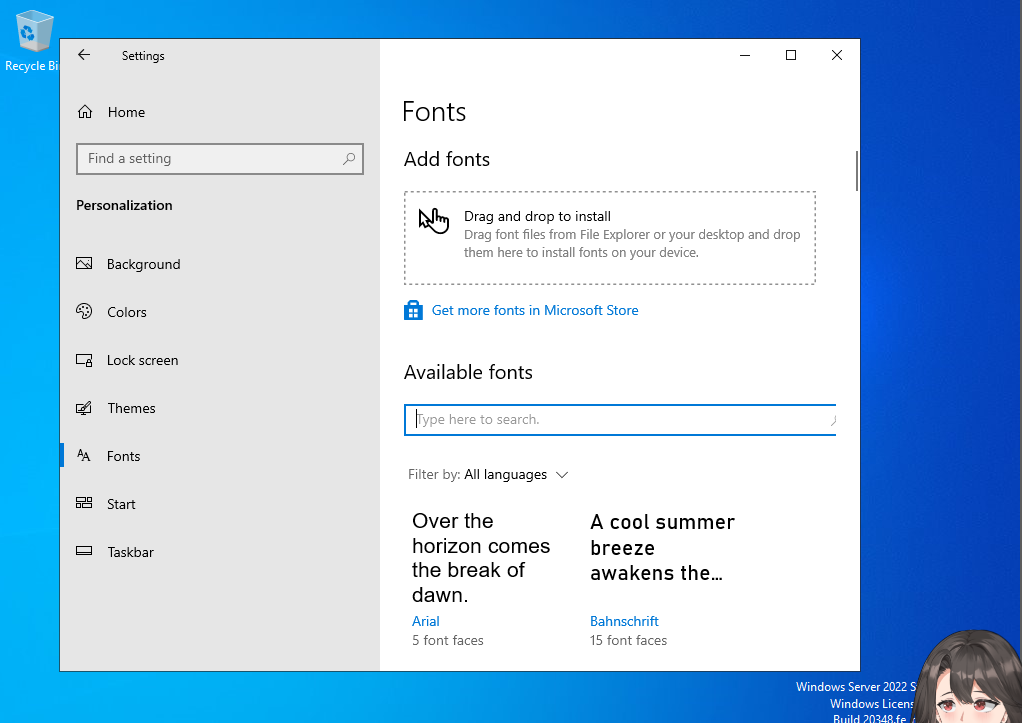 Recycle Bi
Settings
Home
Find a setting
Personalization
Background
Colors
Lock screen
Themes
Fonts
Start
Taskbar
Fonts
Add fonts
Drag and drop to install
Drag font files from File Explorer or your desktop and drop
them here to install fonts on your device.
Get more fonts in Microsoft Store
Available fonts
Type here to search.
Filter by: All languages
Over the
horizon comes
the break of
dawn.
Arial
5 font faces
A cool summer
breeze
awakens the...
Bahnschrift
15 font faces
Windows Server 2022 S
Windows Licens
Build 20348.fe